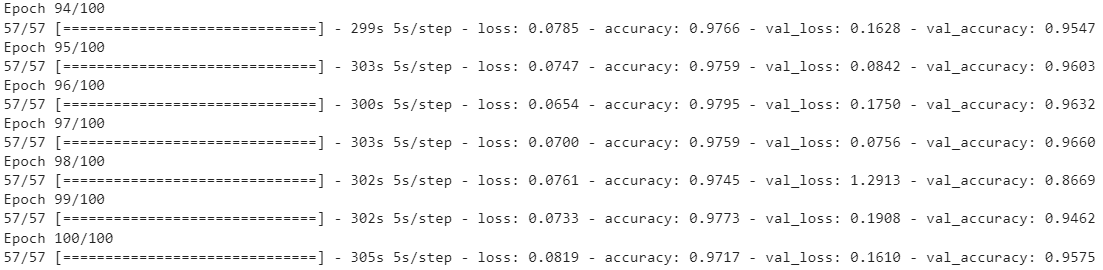 Epoch 94/100
57/57 [==============================] - 299s 5s/step - loss: 0.0785 - accuracy: 0.9766 - val_loss: 0.1628 - val_accuracy: 0.9547
Epoch 95/100
57/57 [==============================] - 303s 5s/step - loss: 0.0747 - accuracy: 0.9759 - val_loss: 0.0842 - val_accuracy: 0.9603
Epoch 96/100
57/57 [==============================] - 300s 5s/step - loss: 0.0654 - accuracy: 0.9795 - val_loss: 0.1750 - val_accuracy: 0.9632
Epoch 97/100
57/57 [==============================] - 303s 5s/step - loss: 0.0700 - accuracy: 0.9759 - val_loss: 0.0756 - val_accuracy: 0.9660
Epoch 98/100
57/57 [==============================] - 302s 5s/step - loss: 0.0761 - accuracy: 0.9745 - val_loss: 1.2913 - val_accuracy: 0.8669
Epoch 99/100
57/57 [==============================] - 302s 5s/step - loss: 0.0733 - accuracy: 0.9773 - val_loss: 0.1908 - val_accuracy: 0.9462
Epoch 100/100
57/57 [==============================] - 305s 5s/step - loss: 0.0819 - accuracy: 0.9717 - val_loss: 0.1610 - val_accuracy: 0.9575